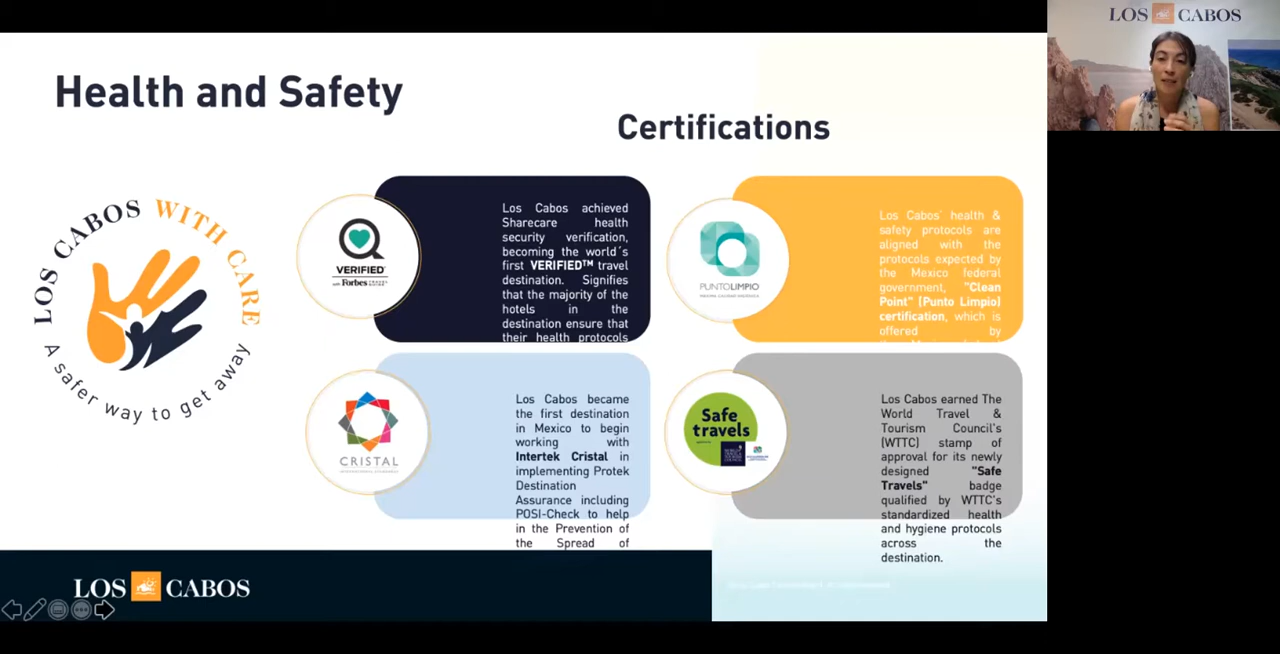 LOS CABOS
Health and Safety
Certifications
LOS CABOS WITH CARE
A safer way to get away
VERIFIED
with Forbes TRAVEL GUIDE
Los Cabos achieved
Sharecare health
security verification,
becoming the world´s
first VERIFIED™ travel
destination. Signifies
that the majority of the
hotels in the
destination ensure that
their health protocols
PUNTOLIMPIO
Los Cabos' health &
safety protocols are
aligned with the
protocols expected by
the Mexico federal
government, "Clean
Point" (Punto Limpio)
certification, which is
offered by
CRISTAL
INTERNATIONAL STANDARDS
Los Cabos became
the first destination
in Mexico to begin
working with
Intertek Cristal in
implementing Protek
Destination
Assurance including
POSI-Check to help
in the Prevention of
the Spread of
Safe
travels
Los Cabos earned The
World Travel &
Tourism Council's
(WTTC) stamp of
approval for its newly
designed "Safe
Travels" badge
qualified by WTTC's
standardized health
and hygiene protocols
across the
destination.
LOS CABOS